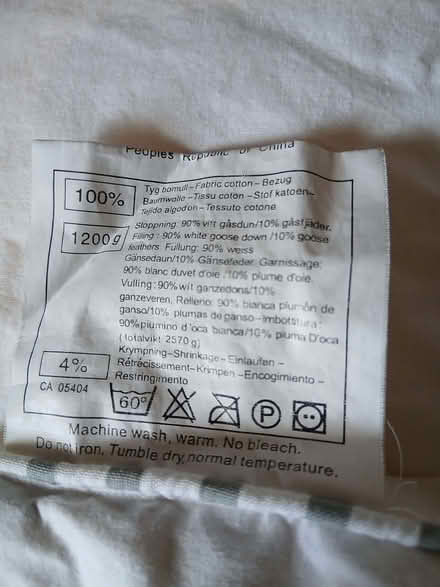 Peoples Republic of China
100%
Tyg bomull-Fabric cotton-Bezug
Baumwolle-Tissu coton-Stof katoen-
Tejido algodon-Tessuto cotone
1200g
Stoppning: 90% vitt gåsdun/10% gåsfjäder.
Filling: 90% white goose down /10% goose
feathers. Füllung: 90% weiss
Gänsedaun/10% Gänsefeder. Garnissage:
90% blanc duvet d'oie /10% plume d'oie.
Vulling: 90% wit ganzedons/10%
ganzeveren. Relleno: 90% bianca plumón de
ganso/10% plumas de ganso-Imbottitura:
90% piumino d'oca bianca/10% piuma D'oca
(totalvikt 2570 g)
4%
Krympning-Shrinkage-Einlaufen-
Rétrécissement-Krimpen-Encogimiento-
Restringimento
CA 05404
60°
P
Machine wash, warm. No bleach.
Do not iron. Tumble dry, normal temperature.